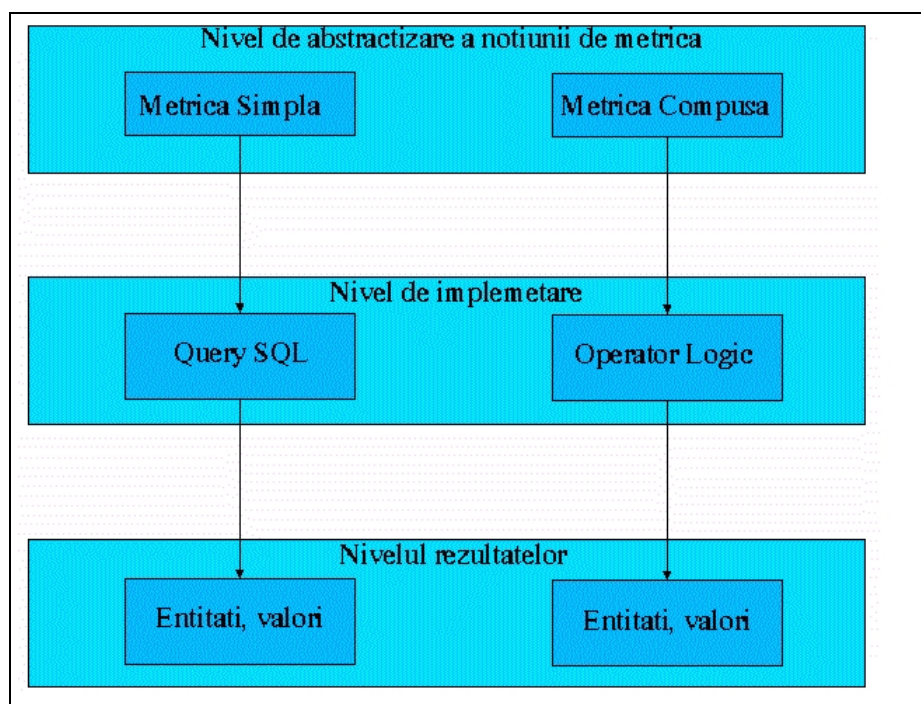 Nivel de abstractizare a notiunii de metrica
Metrica Simpla
Metrica Compusa
Nivel de implemetare
Query SQL
Operator Logic
Nivelul rezultatelor
Entitati, valori
Entitati, valori